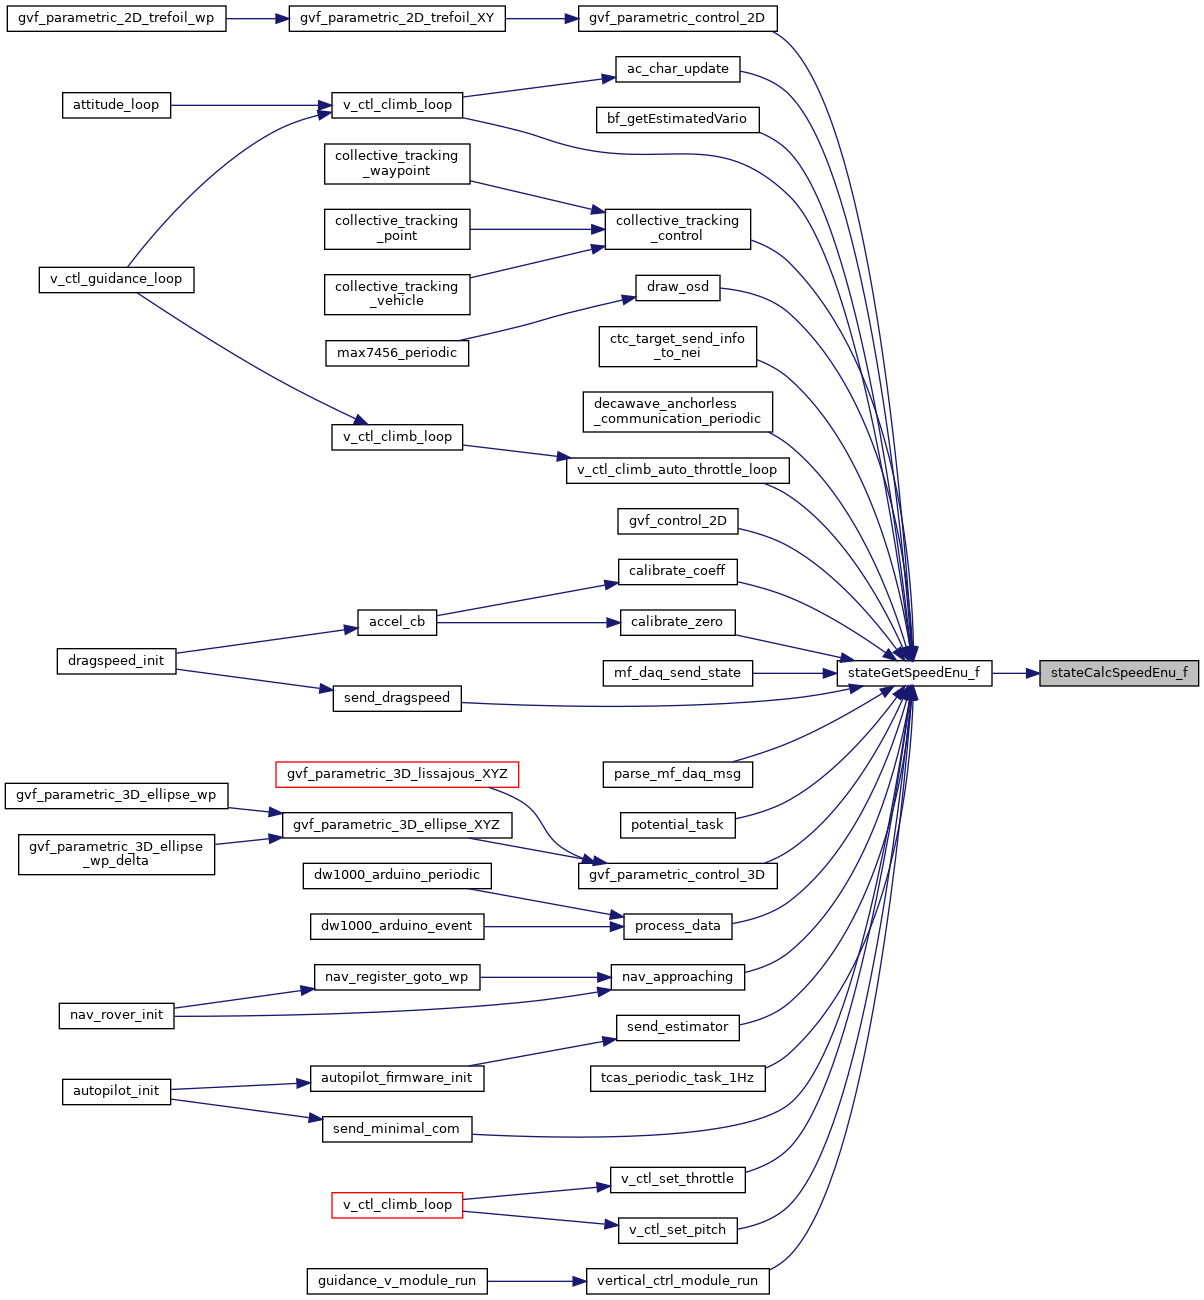 gvf_parametric_2D_trefoil_wp
gvf_parametric_2D_trefoil_XY
gvf_parametric_control_2D
ac_char_update
attitude_loop
v_ctl_climb_loop
bf_getEstimatedVario
collective_tracking
_waypoint
collective_tracking
_point
collective_tracking
_control
v_ctl_guidance_loop
collective_tracking
_vehicle
draw_osd
max7456_periodic
ctc_target_send_info
_to_nei
decawave_anchorless
_communication_periodic
v_ctl_climb_loop
v_ctl_climb_auto_throttle_loop
gvf_control_2D
calibrate_coeff
accel_cb
calibrate_zero
dragspeed_init
mf_daq_send_state
stateGetSpeedEnu_f
stateCalcSpeedEnu_f
send_dragspeed
gvf_parametric_3D_lissajous_XYZ
parse_mf_daq_msg
gvf_parametric_3D_ellipse_wp
gvf_parametric_3D_ellipse_XYZ
potential_task
gvf_parametric_3D_ellipse
_wp_delta
dw1000_arduino_periodic
gvf_parametric_control_3D
dw1000_arduino_event
process_data
nav_register_goto_wp
nav_approaching
nav_rover_init
send_estimator
autopilot_firmware_init
tcas_periodic_task_1Hz
autopilot_init
send_minimal_com
v_ctl_set_throttle
v_ctl_climb_loop
v_ctl_set_pitch
guidance_v_module_run
vertical_ctrl_module_run